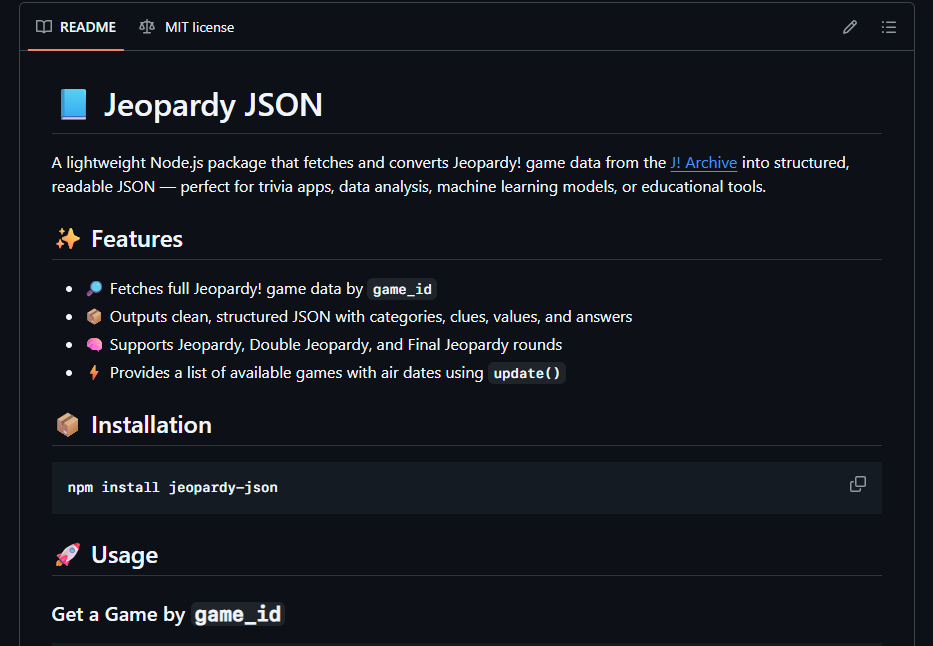 README
MIT license
Jeopardy JSON
A lightweight Node.js package that fetches and converts Jeopardy! game data from the J! Archive into structured,
readable JSON — perfect for trivia apps, data analysis, machine learning models, or educational tools.
Features
Fetches full Jeopardy! game data by game_id
Outputs clean, structured JSON with categories, clues, values, and answers
Supports Jeopardy, Double Jeopardy, and Final Jeopardy rounds
Provides a list of available games with air dates using update()
Installation
npm install jeopardy-json
Usage
Get a Game by game_id